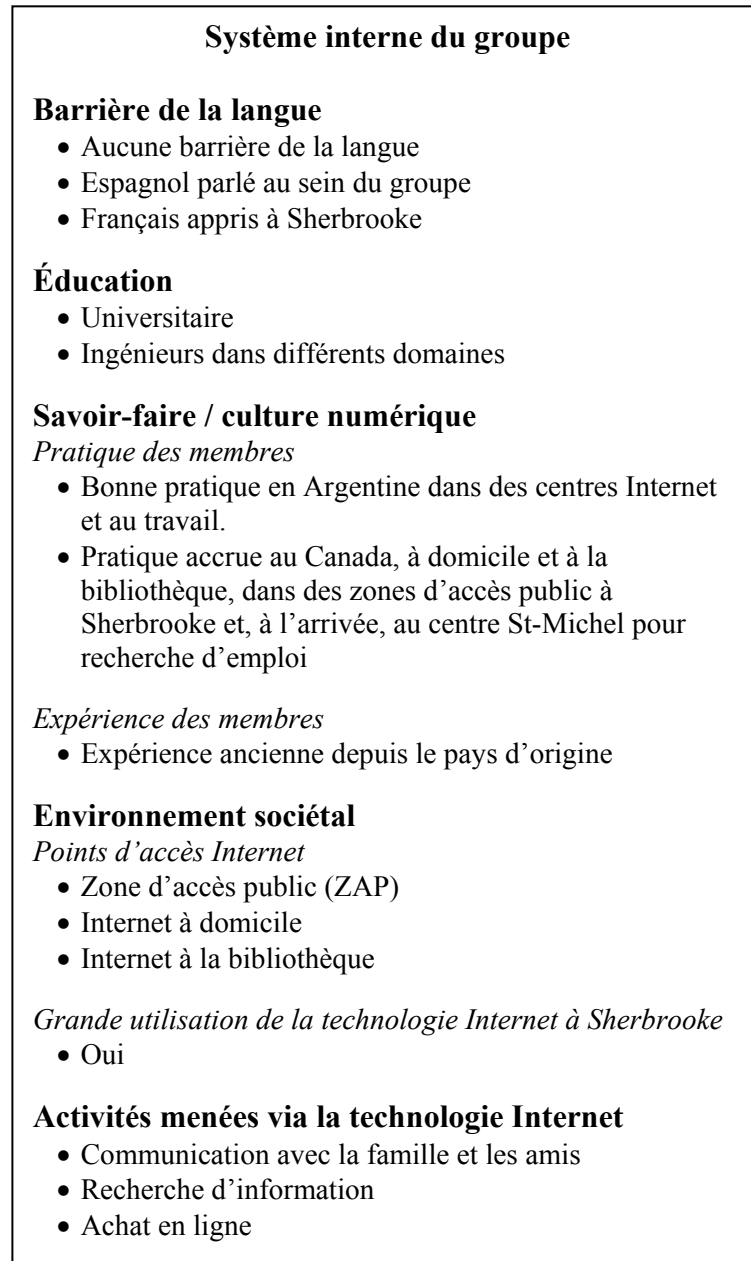 Système interne du groupe
Barrière de la langue
• Aucune barrière de la langue
• Espagnol parlé au sein du groupe
• Français appris à Sherbrooke
Éducation
• Universitaire
• Ingénieurs dans différents domaines
Savoir-faire / culture numérique
Pratique des membres
• Bonne pratique en Argentine dans des centres Internet
et au travail.
• Pratique accrue au Canada, à domicile et à la
bibliothèque, dans des zones d’accès public à
Sherbrooke et, à l’arrivée, au centre St-Michel pour
recherche d’emploi
Expérience des membres
• Expérience ancienne depuis le pays d’origine
Environnement sociétal
Points d’accès Internet
• Zone d’accès public (ZAP)
• Internet à domicile
• Internet à la bibliothèque
Grande utilisation de la technologie Internet à Sherbrooke
• Oui
Activités menées via la technologie Internet
• Communication avec la famille et les amis
• Recherche d’information
• Achat en ligne